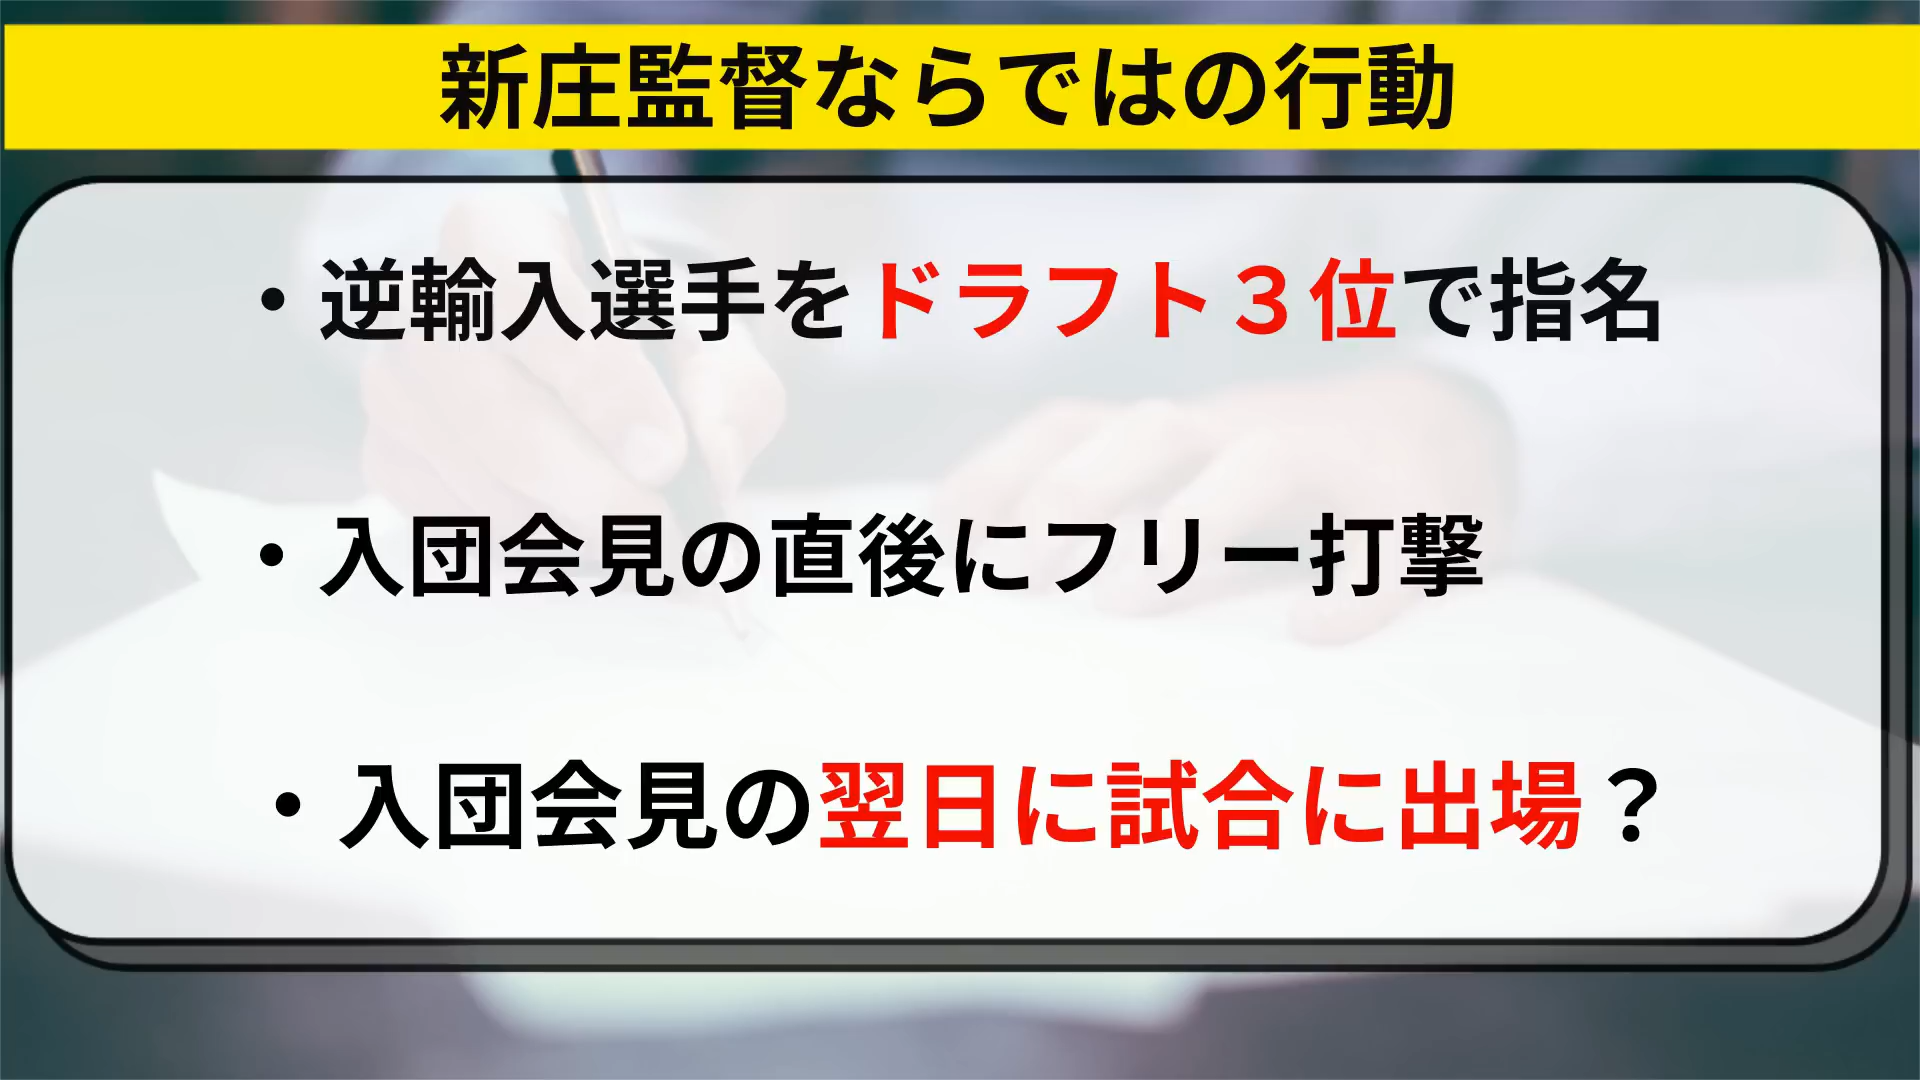 新庄監督ならではの行動
・逆輸入選手をドラフト３位で指名
・入団会見の直後にフリー打撃
・入団会見の翌日に試合に出場？